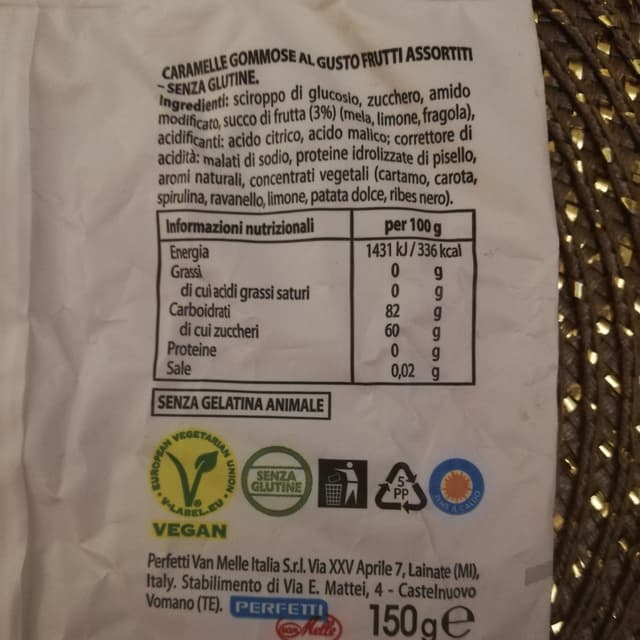 CARAMELLE GOMMOSE AL GUSTO FRUTTI ASSORTITI
- SENZA GLUTINE.
Ingredienti: sciroppo di glucosio, zucchero, amido
modificato, succo di frutta (3%) (mela, limone, fragola),
acidificanti: acido citrico, acido malico; correttore di
acidità: malati di sodio, proteine idrolizzate di pisello,
aromi naturali, concentrati vegetali (cartamo, carota,
spirulina, ravanello, limone, patata dolce, ribes nero).
Informazioni nutrizionali per 100 g
Energia 1431 kJ / 336 kcal
Grassi 0 g
di cui acidi grassi saturi 0 g
Carboidrati 82 g
di cui zuccheri 60 g
Proteine 0 g
Sale 0,02 g
SENZA GELATINA ANIMALE
EUROPEAN VEGETARIAN UNION
V-LABEL.EU
VEGAN
SENZA
GLUTINE
5
PP
Perfetti Van Melle Italia S.r.l. Via XXV Aprile 7, Lainate (MI),
Italy. Stabilimento di Via E. Mattei, 4 - Castelnuovo
Vomano (TE). PERFETTI
Melle
150 g e